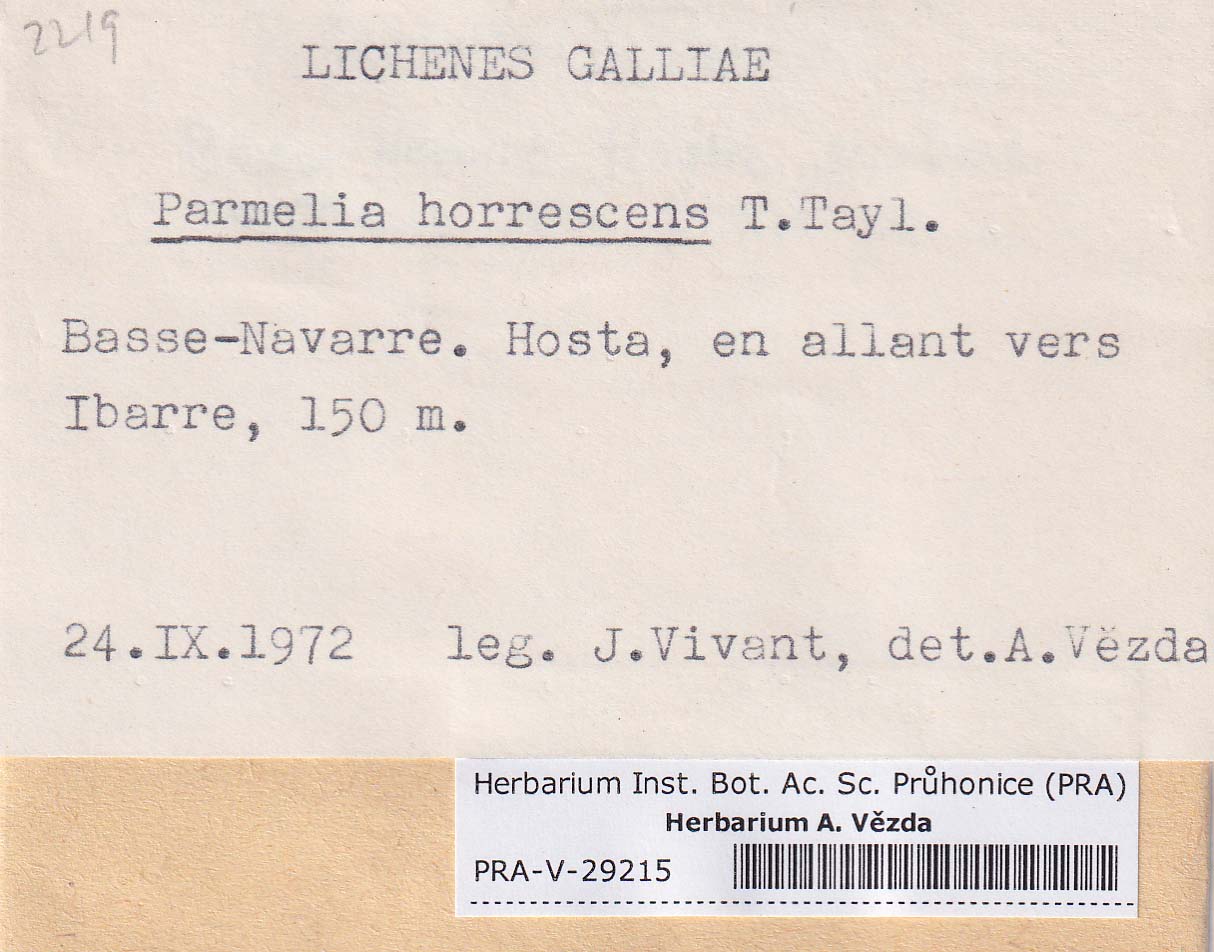 2219
LICHENES GALLIAE
Parmelia horrescens T.Tayl.
Basse-Navarre. Hosta, en allant vers
Ibarre, 150 m.
24.IX.1972 leg. J.Vivant, det.A.Vězda
Herbarium Inst. Bot. Ac. Sc. Průhonice (PRA)
Herbarium A. Vězda
PRA-V-29215